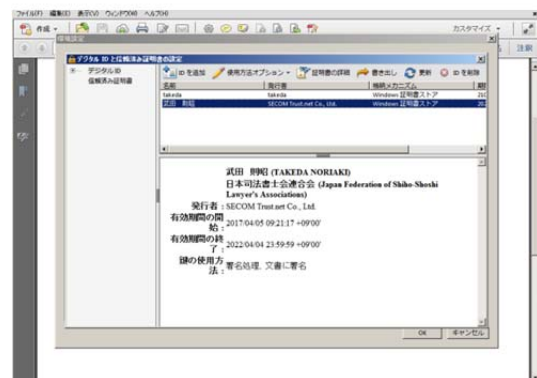 ファイル(F) 編集(E) 表示(V) ウィンドウ(W) ヘルプ(H)
作成
カスタマイズ
環境設定
注釈
デジタル ID と信頼済み証明書の設定
デジタル ID
信頼済み証明書
ID を追加 使用方法オプション 証明書の詳細 書き出し 更新 ID を削除
名前 発行者 格納メカニズム
takeda takeda Windows 証明書ストア
武田 則昭 SECOM Trust.net Co., Ltd. Windows 証明書ストア
武田 則昭 (TAKEDA NORIAKI)
日本司法書士会連合会 (Japan Federation of Shiho-Shoshi
Lawyer's Associations)
発行者 : SECOM Trust.net Co., Ltd.
有効期間の開
始 : 2017/04/05 09:21:17 +09'00'
有効期間の終
了 : 2022/04/04 23:59:59 +09'00'
鍵の使用方
法 : 署名処理, 文書に署名
OK キャンセル